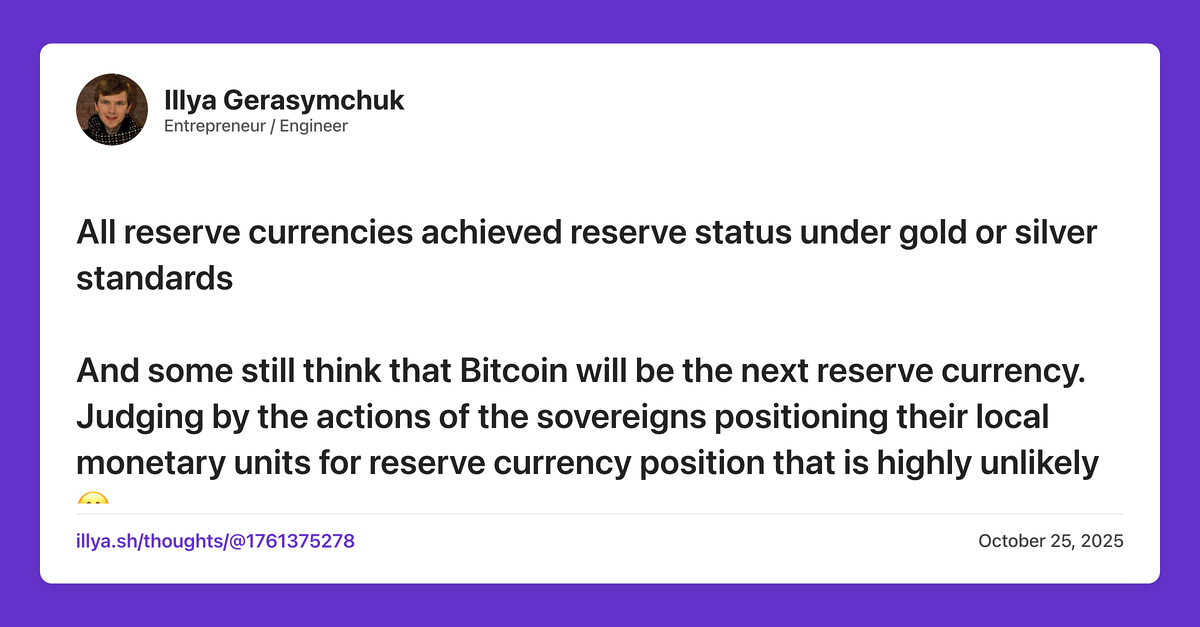 Illya Gerasymchuk
Entrepreneur / Engineer
All reserve currencies achieved reserve status under gold or silver
standards
And some still think that Bitcoin will be the next reserve currency.
Judging by the actions of the sovereigns positioning their local
monetary units for reserve currency position that is highly unlikely
illya.sh/thoughts/@1761375278
October 25, 2025